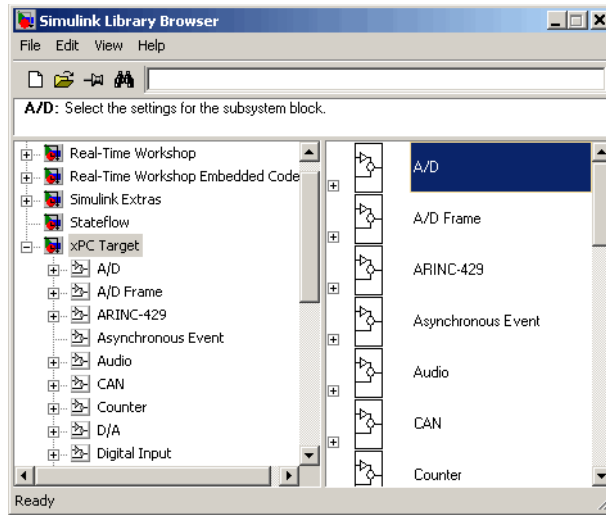 Simulink Library Browser
File Edit View Help
A/D: Select the settings for the subsystem block.
Real-Time Workshop
Real-Time Workshop Embedded Code
Simulink Extras
Stateflow
xPC Target
A/D
A/D Frame
ARINC-429
Asynchronous Event
Audio
CAN
Counter
D/A
Digital Input
A/D
A/D Frame
ARINC-429
Asynchronous Event
Audio
CAN
Counter
Ready